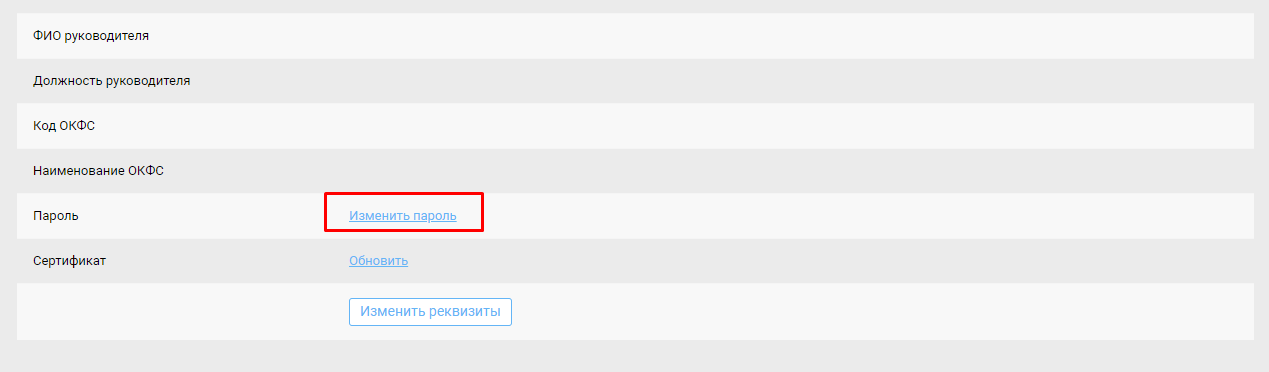 ФИО руководителя
Должность руководителя
Код ОКФС
Наименование ОКФС
Пароль Изменить пароль
Сертификат Обновить
Изменить реквизиты